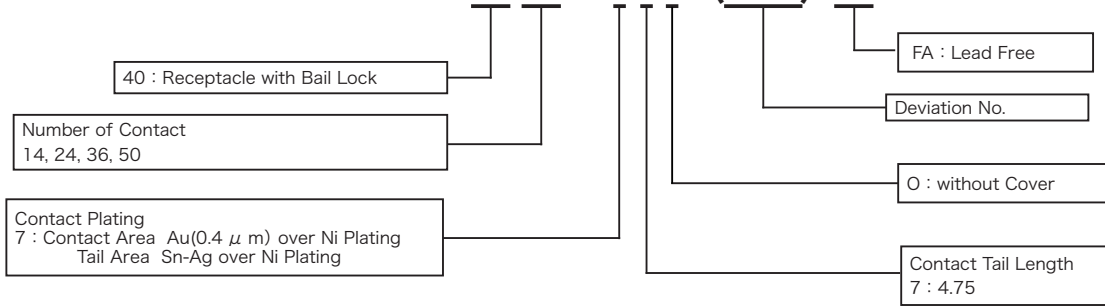 40：Receptacle with Bail Lock
Number of Contact
14, 24, 36, 50
Contact Plating
7：Contact Area Au(0.4 μ m) over Ni Plating
Tail Area Sn-Ag over Ni Plating
FA：Lead Free
Deviation No.
O：without Cover
Contact Tail Length
7：4.75